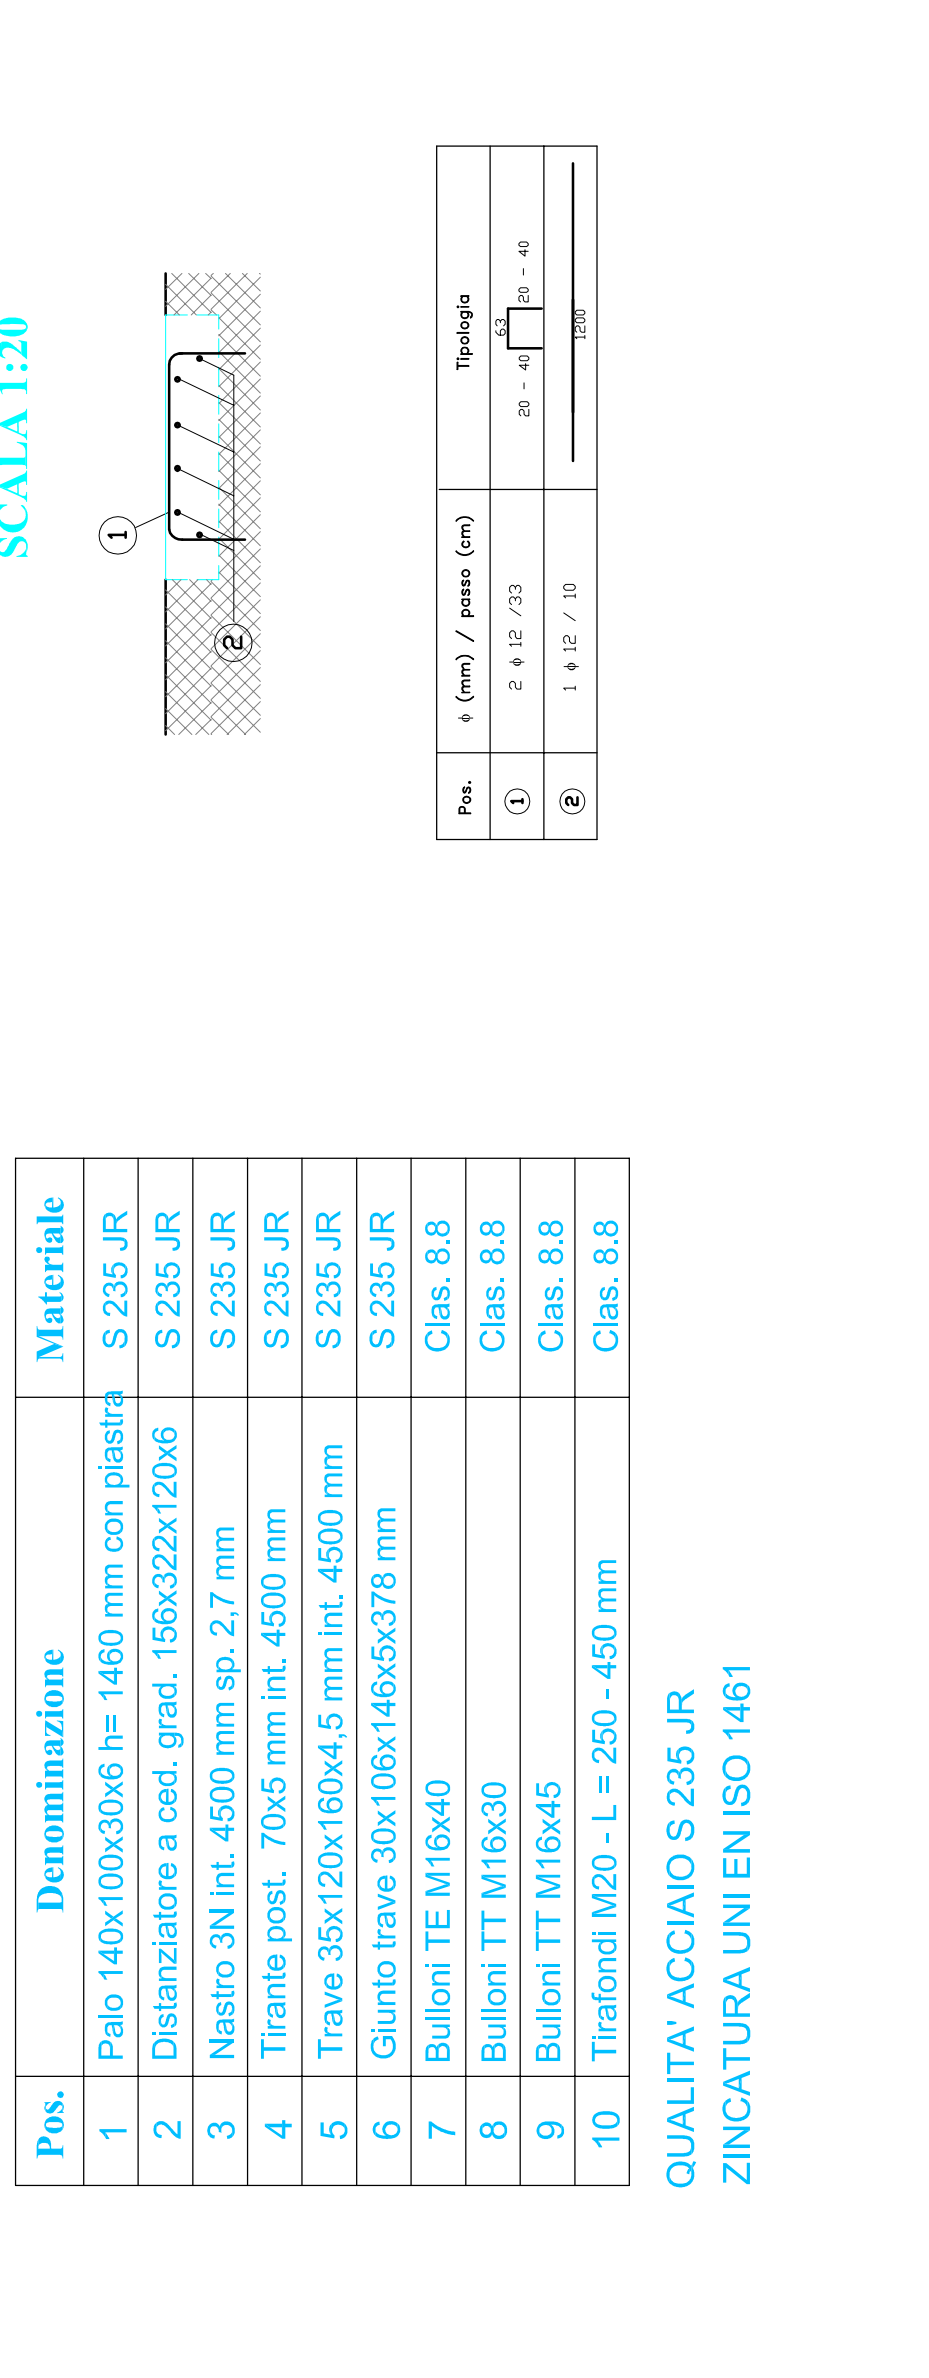 Pos. Denominazione Materiale
1 Palo 140x100x30x6 h= 1460 mm con piastra S 235 JR
2 Distanziatore a ced. grad. 156x322x120x6 S 235 JR
3 Nastro 3N int. 4500 mm sp. 2,7 mm S 235 JR
4 Tirante post. 70x5 mm int. 4500 mm S 235 JR
5 Trave 35x120x160x4,5 mm int. 4500 mm S 235 JR
6 Giunto trave 30x106x146x5x378 mm S 235 JR
7 Bulloni TE M16x40 Clas. 8.8
8 Bulloni TT M16x30 Clas. 8.8
9 Bulloni TT M16x45 Clas. 8.8
10 Tirafondi M20 - L = 250 - 450 mm Clas. 8.8
QUALITA' ACCIAIO S 235 JR
ZINCATURA UNI EN ISO 1461
SCALA 1:20
1
2
Pos. ϕ (mm) / passo (cm) Tipologia
1 2 ϕ 12 /33 20 - 40 63 20 - 40
2 1 ϕ 12 / 10 1200